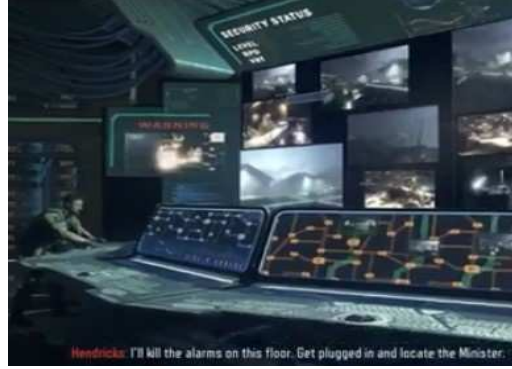 SECURITY STATUS
LEVEL
WARNING
Hendricks: I'll kill the alarms on this floor. Get plugged in and locate the Minister.